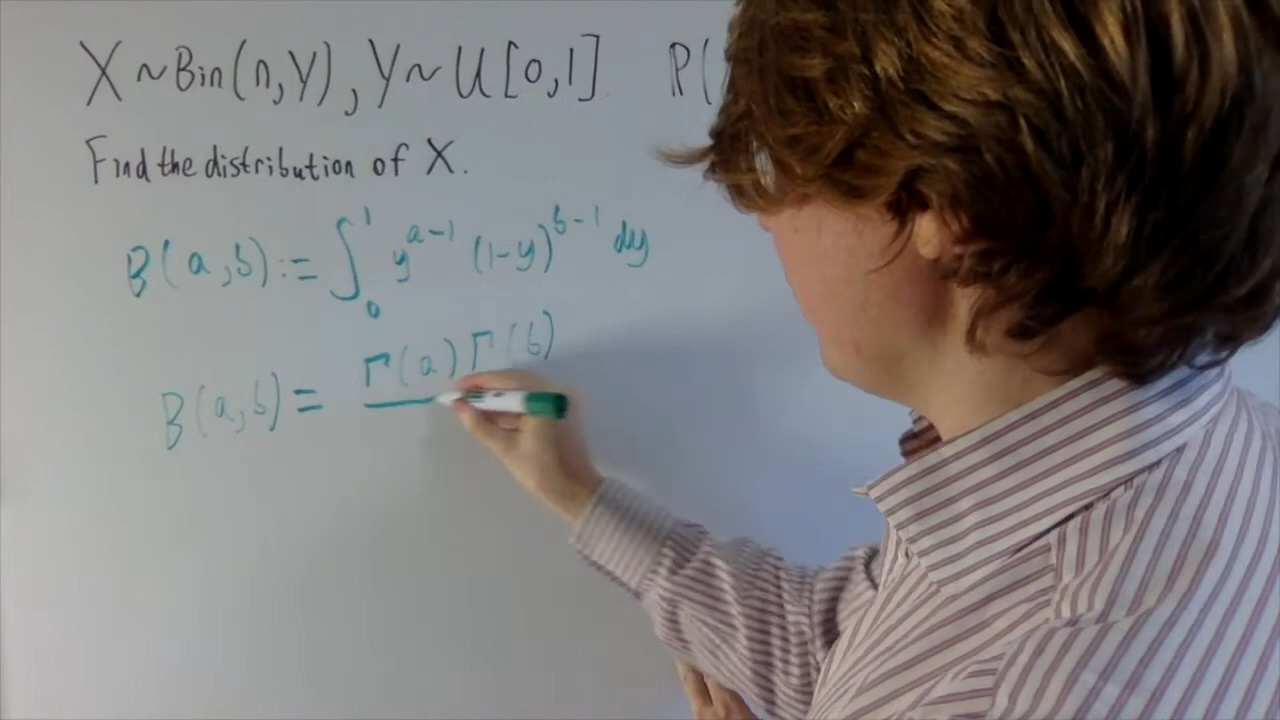 X ~ Bin(n,Y), Y ~ U[0,1] P(
Find the distribution of X.
B(a,b) := ∫₀¹ y^{a-1} (1-y)^{b-1} dy
B(a,b) = Γ(a) Γ(b)